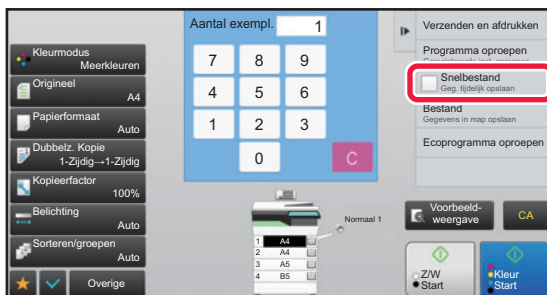 Kleurmodus
Meerkleuren
Origineel
A4
Papierformaat
Auto
Dubbelz. Kopie
1-Zijdig→1-Zijdig
Kopieerfactor
100%
Belichting
Auto
Sorteren/groepen
Auto
Overige
Aantal exempl. 1
7 8 9
4 5 6
1 2 3
0 C
Normaal 1
1 A4
2 A4
3 A5
4 B5
Verzenden en afdrukken
Programma oproepen
Snelbestand
Geg. tijdelijk opslaan
Bestand
Gegevens in map opslaan
Ecoprogramma oproepen
Voorbeeld-
weergave
CA
Z/W
Start
Kleur
Start